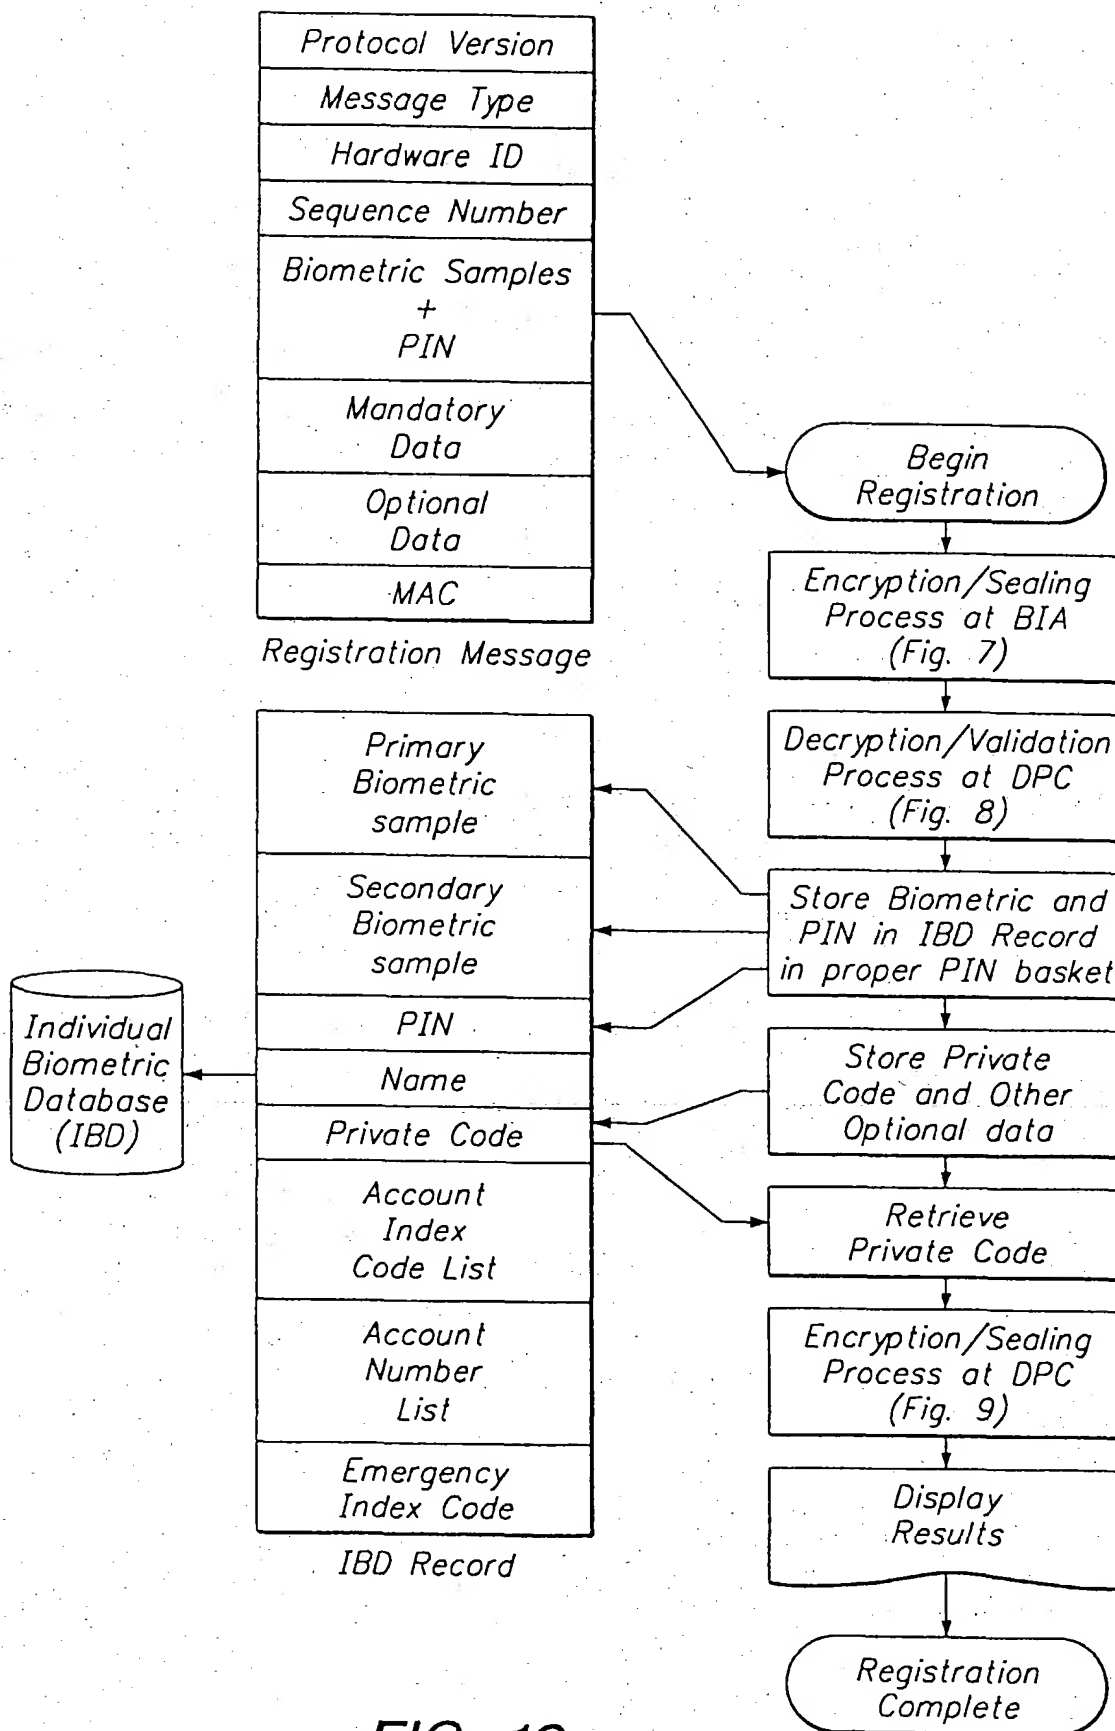 Protocol Version
Message Type
Hardware ID
Sequence Number
Biometric Samples
+
PIN
Mandatory
Data
Optional
Data
MAC
Registration Message
Primary
Biometric
sample
Secondary
Biometric
sample
PIN
Name
Private Code
Account
Index
Code List
Account
Number
List
Emergency
Index Code
IBD Record
Individual
Biometric
Database
(IBD)
Begin
Registration
Encryption/Sealing
Process at BIA
(Fig. 7)
Decryption/Validation
Process at DPC
(Fig. 8)
Store Biometric and
PIN in IBD Record
in proper PIN basket
Store Private
Code and Other
Optional data
Retrieve
Private Code
Encryption/Sealing
Process at DPC
(Fig. 9)
Display
Results
Registration
Complete